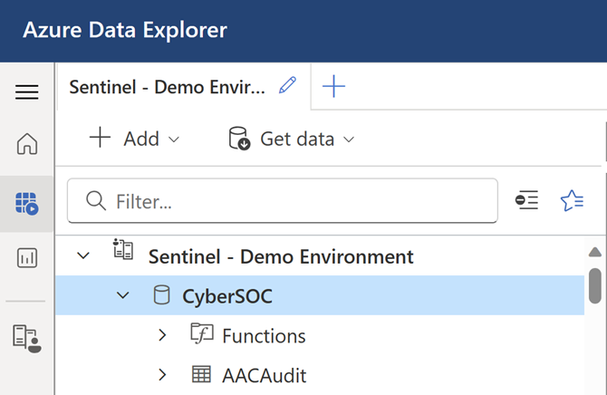 Azure Data Explorer
Sentinel - Demo Envir...
Add
Get data
Filter...
Sentinel - Demo Environment
CyberSOC
Functions
AACAudit